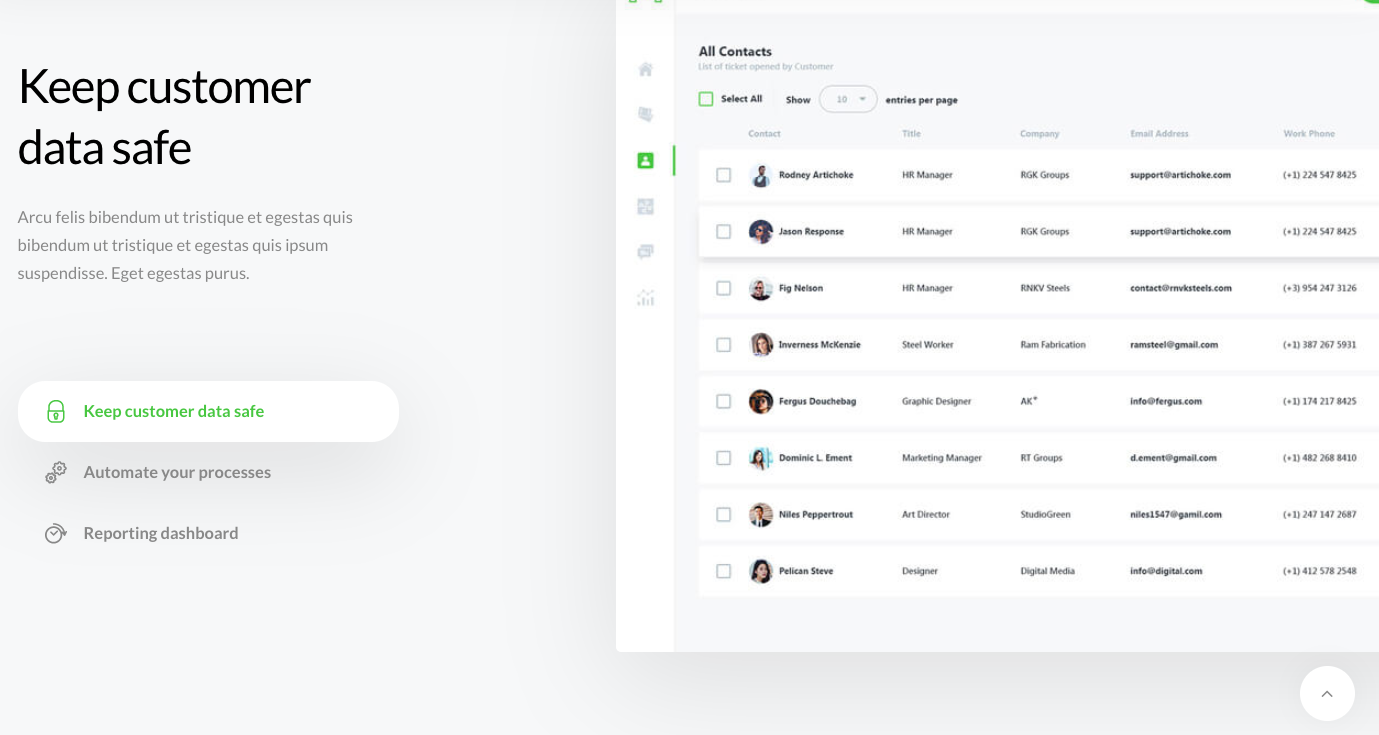 Keep customer
data safe
Arcu felis bibendum ut tristique et egestas quis
bibendum ut tristique et egestas quis ipsum
suspendisse. Eget egestas purus.
Keep customer data safe
Automate your processes
Reporting dashboard
All Contacts
List of ticket opened by Customer
Select All Show 10 entries per page
Contact Title Company Email Address Work Phone
Rodney Artichoke HR Manager RGK Groups support@artichoke.com (+1) 224 547 8425
Jason Response HR Manager RGK Groups support@artichoke.com (+1) 224 547 8425
Fig Nelson HR Manager RNKV Steels contact@rnvksteels.com (+3) 954 247 3126
Inverness McKenzie Steel Worker Ram Fabrication ramsteel@gmail.com (+1) 387 267 5931
Fergus Douchebag Graphic Designer AK* info@fergus.com (+1) 174 217 8425
Dominic L. Ement Marketing Manager RT Groups d.ement@gmail.com (+1) 482 268 8410
Niles Peppertrout Art Director StudioGreen niles1547@gamil.com (+1) 247 147 2687
Pelican Steve Designer Digital Media info@digital.com (+1) 412 578 2548